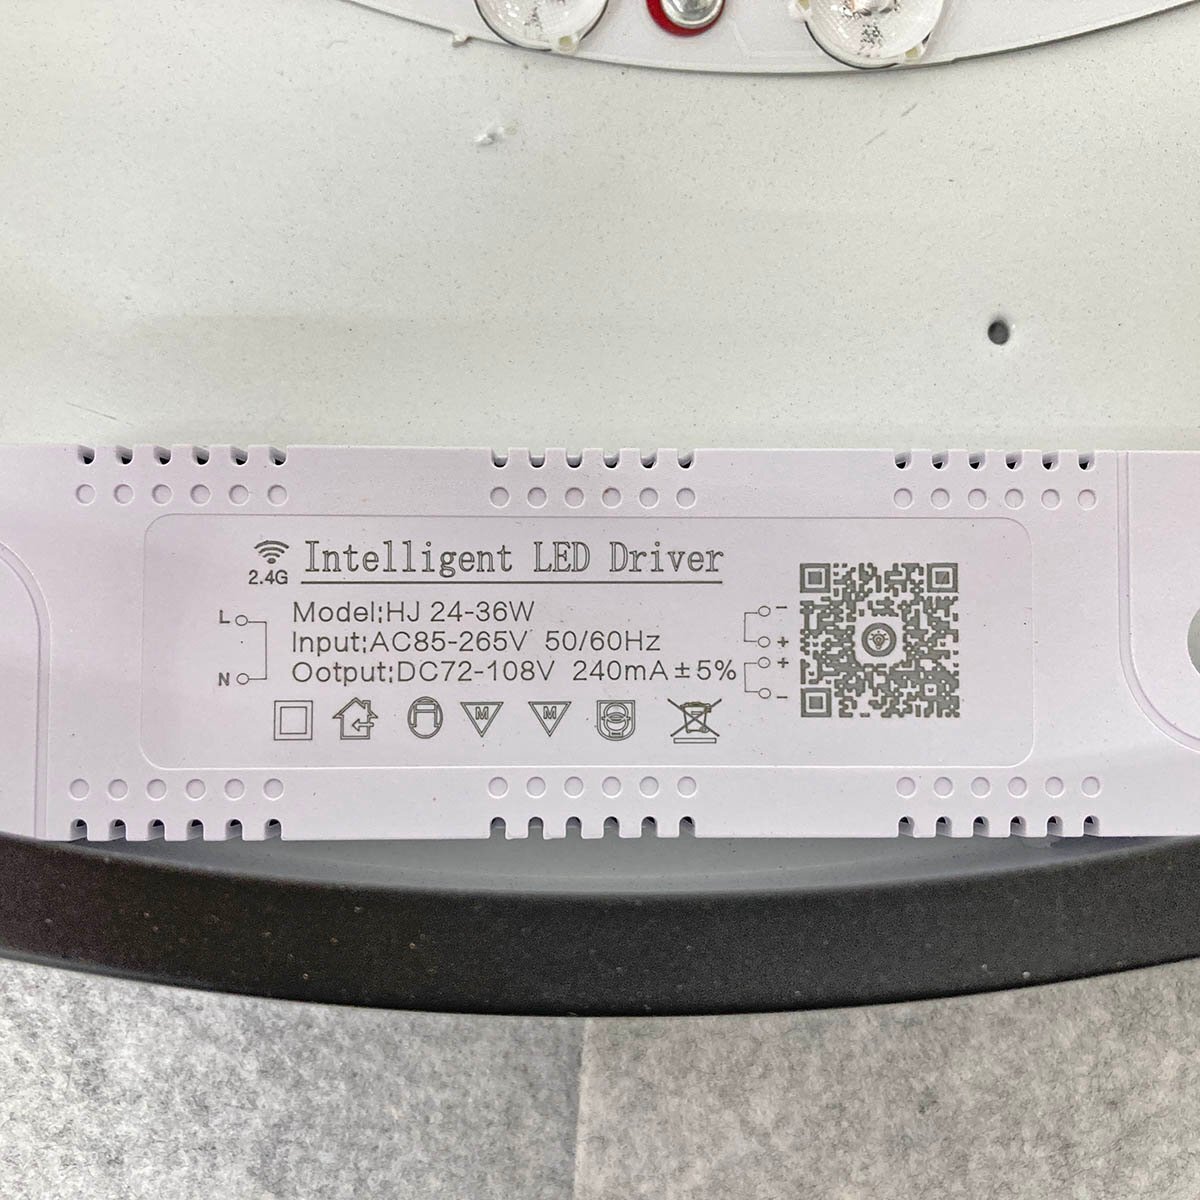 Intelligent LED Driver
2.4G
Model;HJ 24-36W
Input;AC85-265V 50/60Hz
Ootput;DC72-108V 240mA±5%
L
N
-
+
+
-
M
M